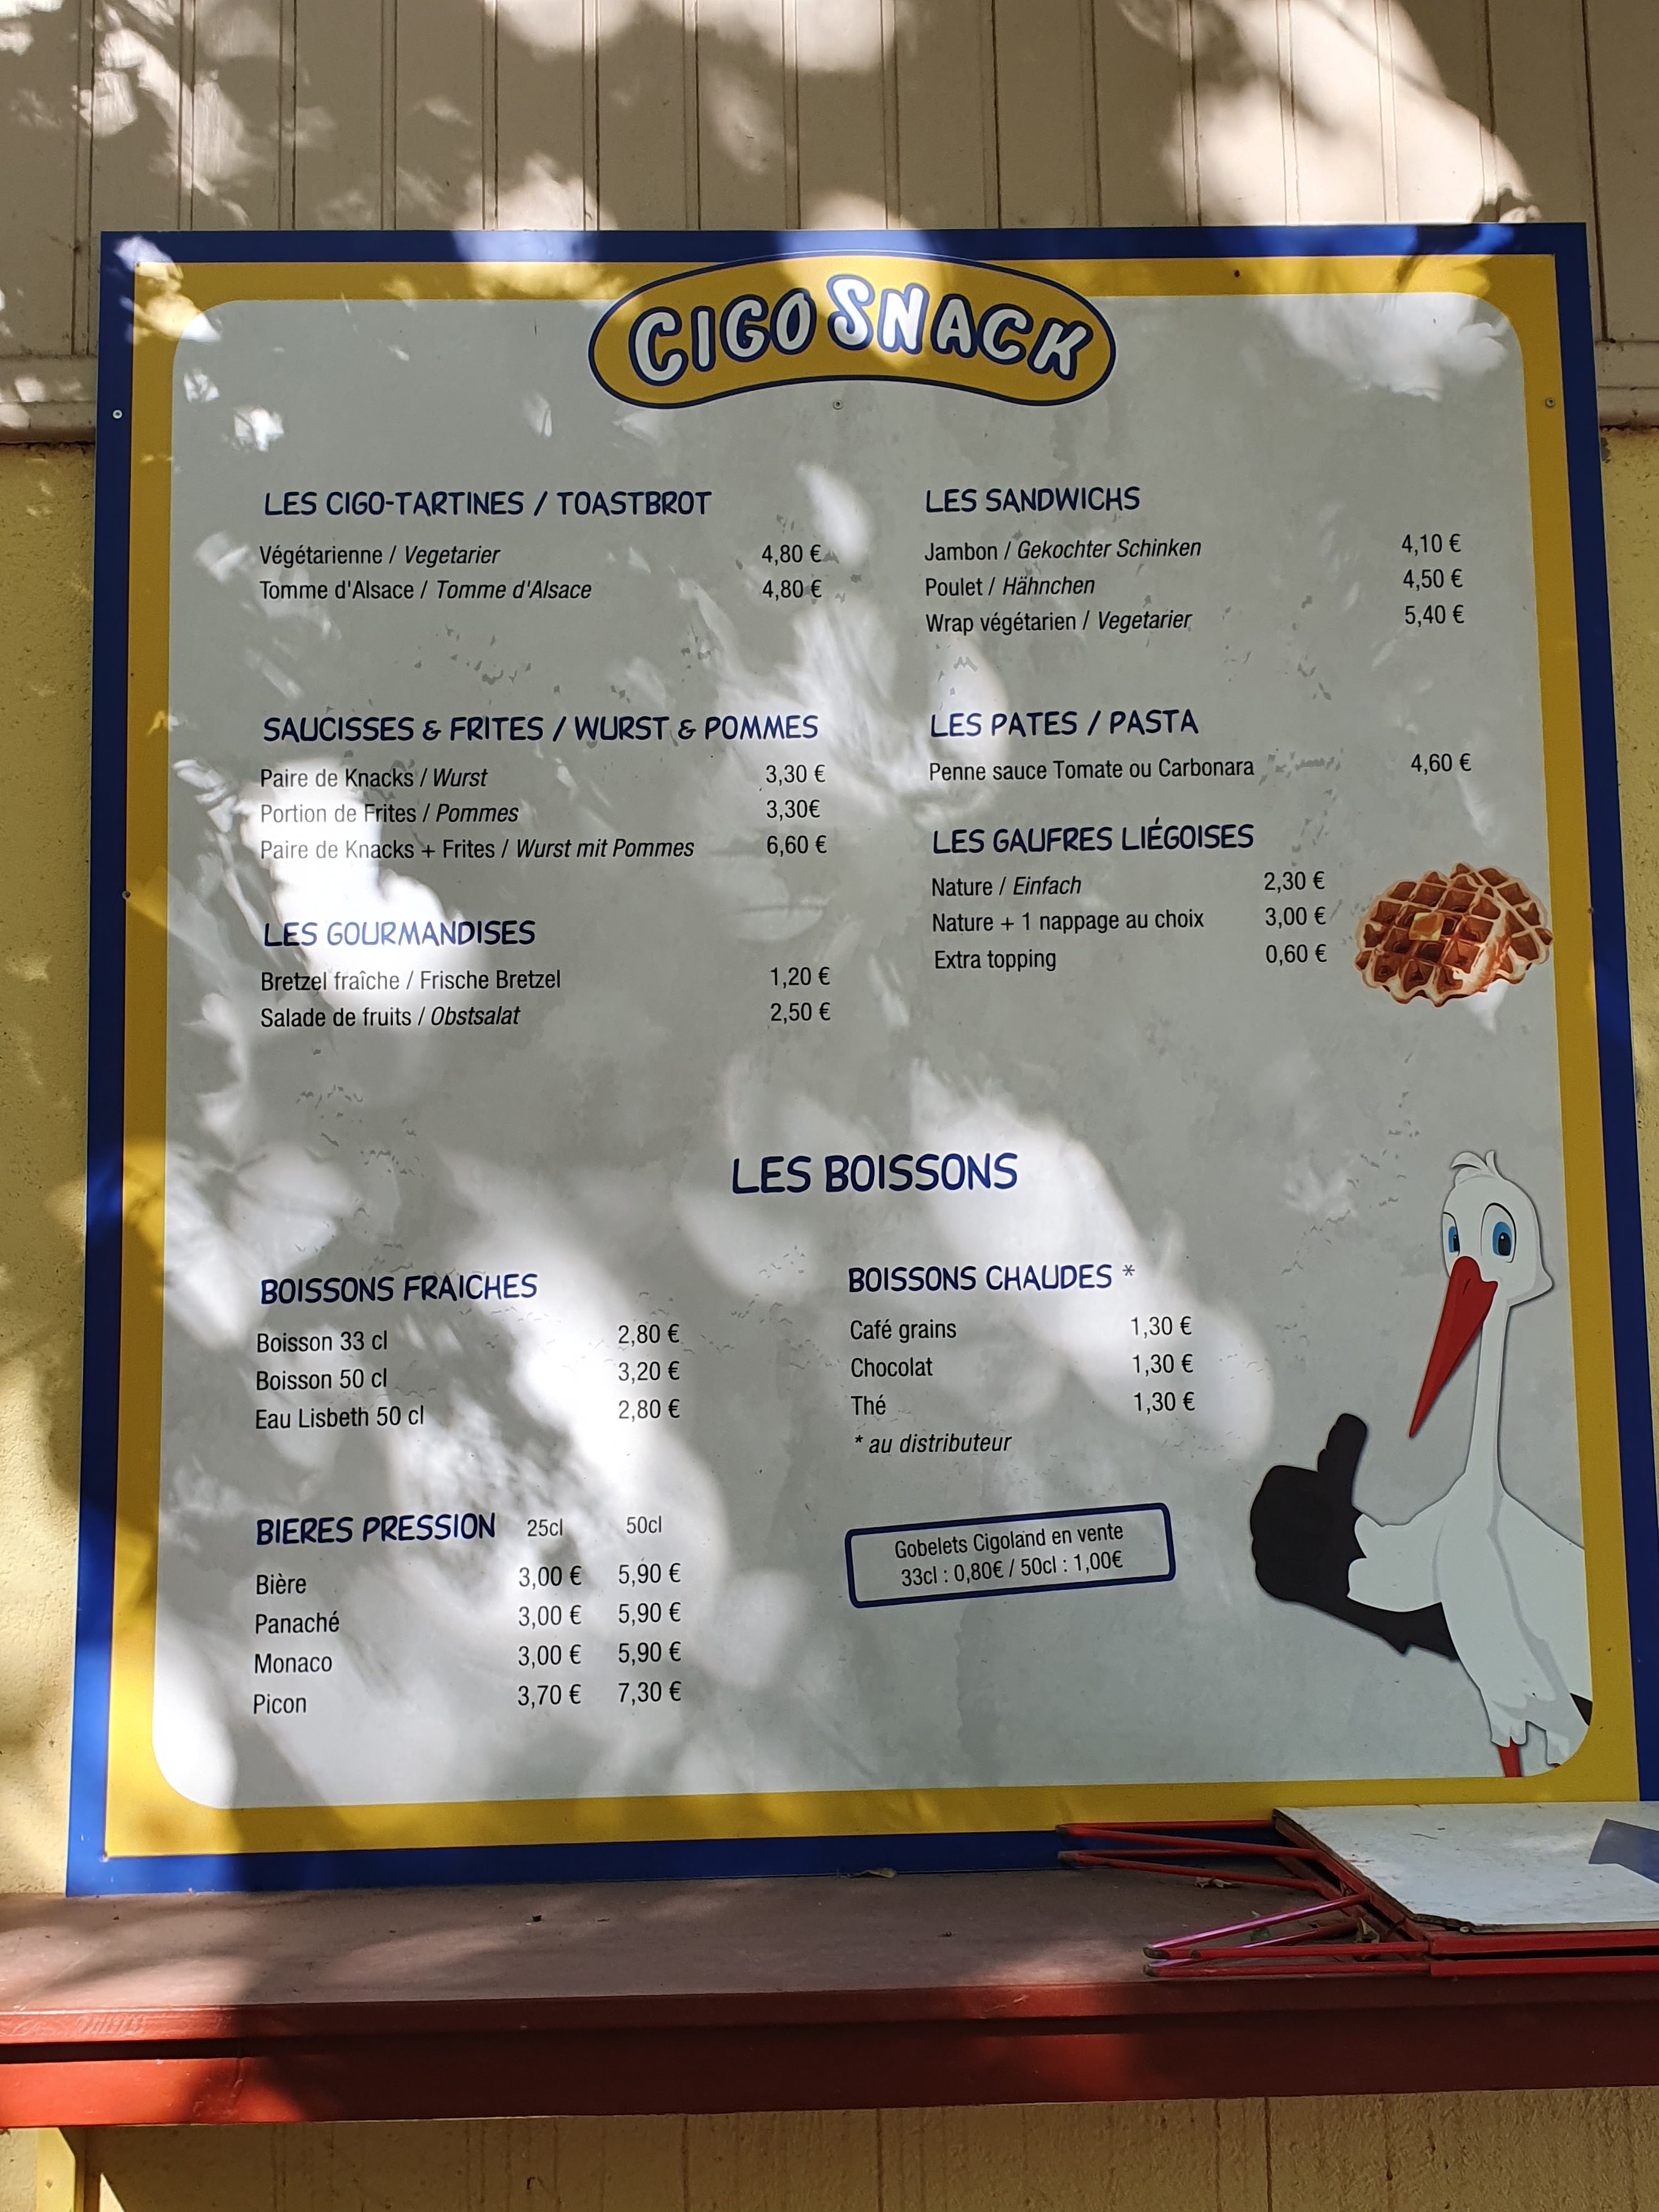 CIGO SNACK
LES CIGO-TARTINES / TOASTBROT
Végétarienne / Vegetarier 4,80 €
Tomme d'Alsace / Tomme d'Alsace 4,80 €
SAUCISSES & FRITES / WURST & POMMES
Paire de Knacks / Wurst 3,30 €
Portion de Frites / Pommes 3,30€
Paire de Knacks + Frites / Wurst mit Pommes 6,60 €
LES GOURMANDISES
Bretzel fraîche / Frische Bretzel 1,20 €
Salade de fruits / Obstsalat 2,50 €
LES SANDWICHS
Jambon / Gekochter Schinken 4,10 €
Poulet / Hähnchen 4,50 €
Wrap végétarien / Vegetarier 5,40 €
LES PATES / PASTA
Penne sauce Tomate ou Carbonara 4,60 €
LES GAUFRES LIÉGOISES
Nature / Einfach 2,30 €
Nature + 1 nappage au choix 3,00 €
Extra topping 0,60 €
LES BOISSONS
BOISSONS FRAICHES
Boisson 33 cl 2,80 €
Boisson 50 cl 3,20 €
Eau Lisbeth 50 cl 2,80 €
BIERES PRESSION 25cl 50cl
Bière 3,00 € 5,90 €
Panaché 3,00 € 5,90 €
Monaco 3,00 € 5,90 €
Picon 3,70 € 7,30 €
BOISSONS CHAUDES *
Café grains 1,30 €
Chocolat 1,30 €
Thé 1,30 €
* au distributeur
Gobelets Cigoland en vente
33cl : 0,80€ / 50cl : 1,00€